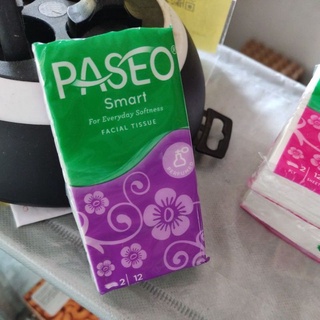 PASEO®
Smart
For Everyday Softness
FACIAL TISSUE
2 12